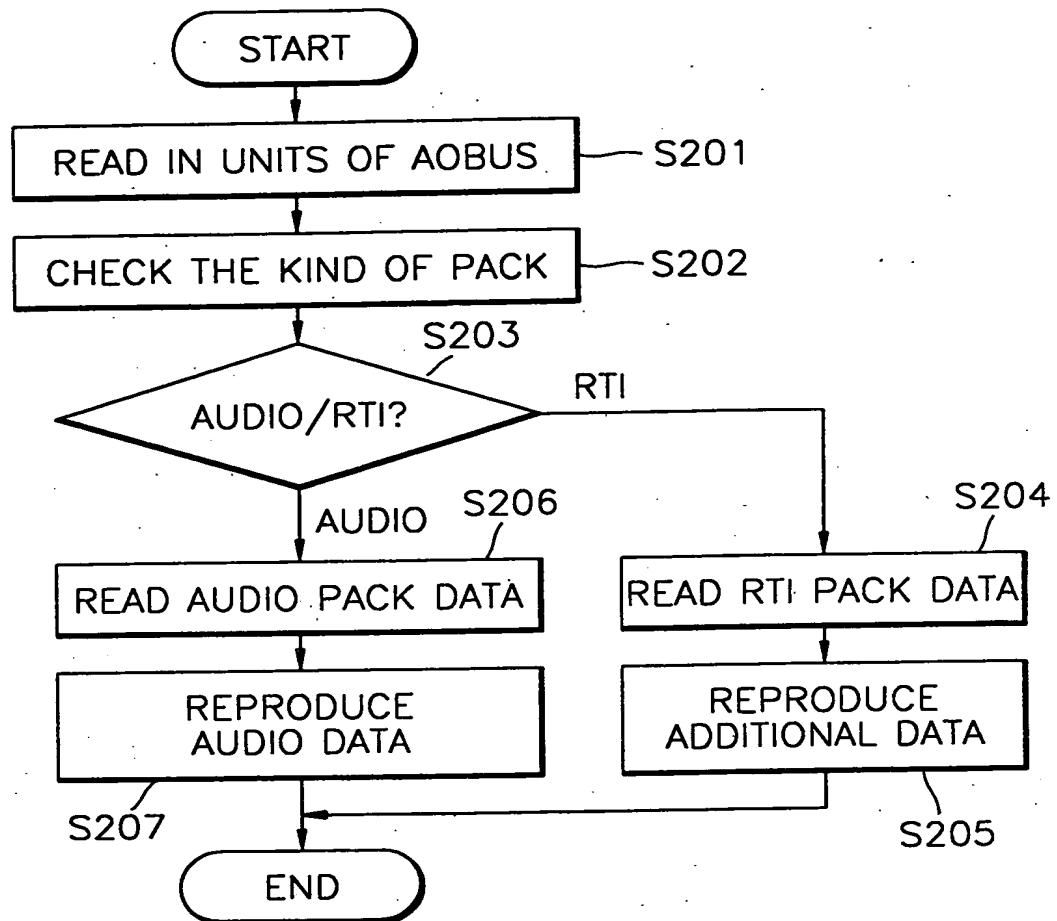 START
READ IN UNITS OF AOBUS
S201
CHECK THE KIND OF PACK
S202
S203
AUDIO/RTI?
RTI
AUDIO
S206
S204
READ AUDIO PACK DATA
READ RTI PACK DATA
REPRODUCE
AUDIO DATA
REPRODUCE
ADDITIONAL DATA
S207
S205
END